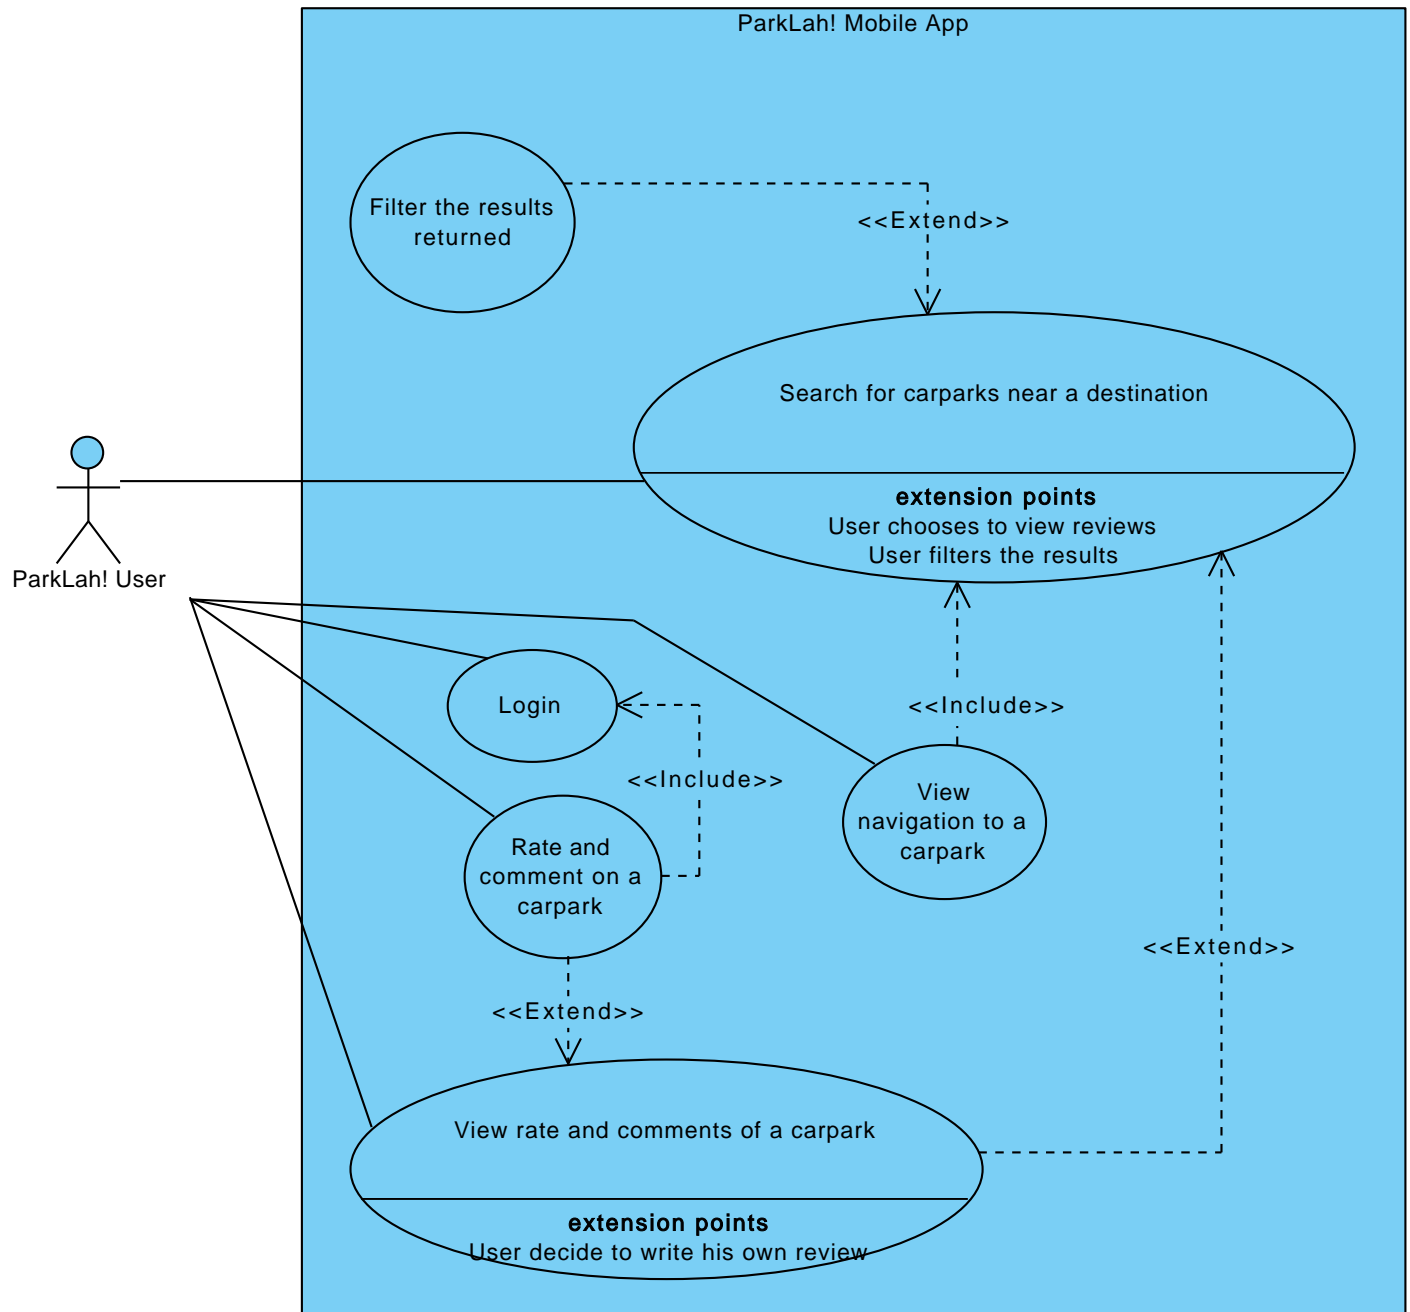 ParkLah! Mobile App
Filter the results
returned
<<Extend>>
Search for carparks near a destination
extension points
User chooses to view reviews
User filters the results
ParkLah! User
Login
<<Include>>
<<Include>>
View
navigation to a
carpark
Rate and
comment on a
carpark
<<Extend>>
<<Extend>>
View rate and comments of a carpark
extension points
User decide to write his own review